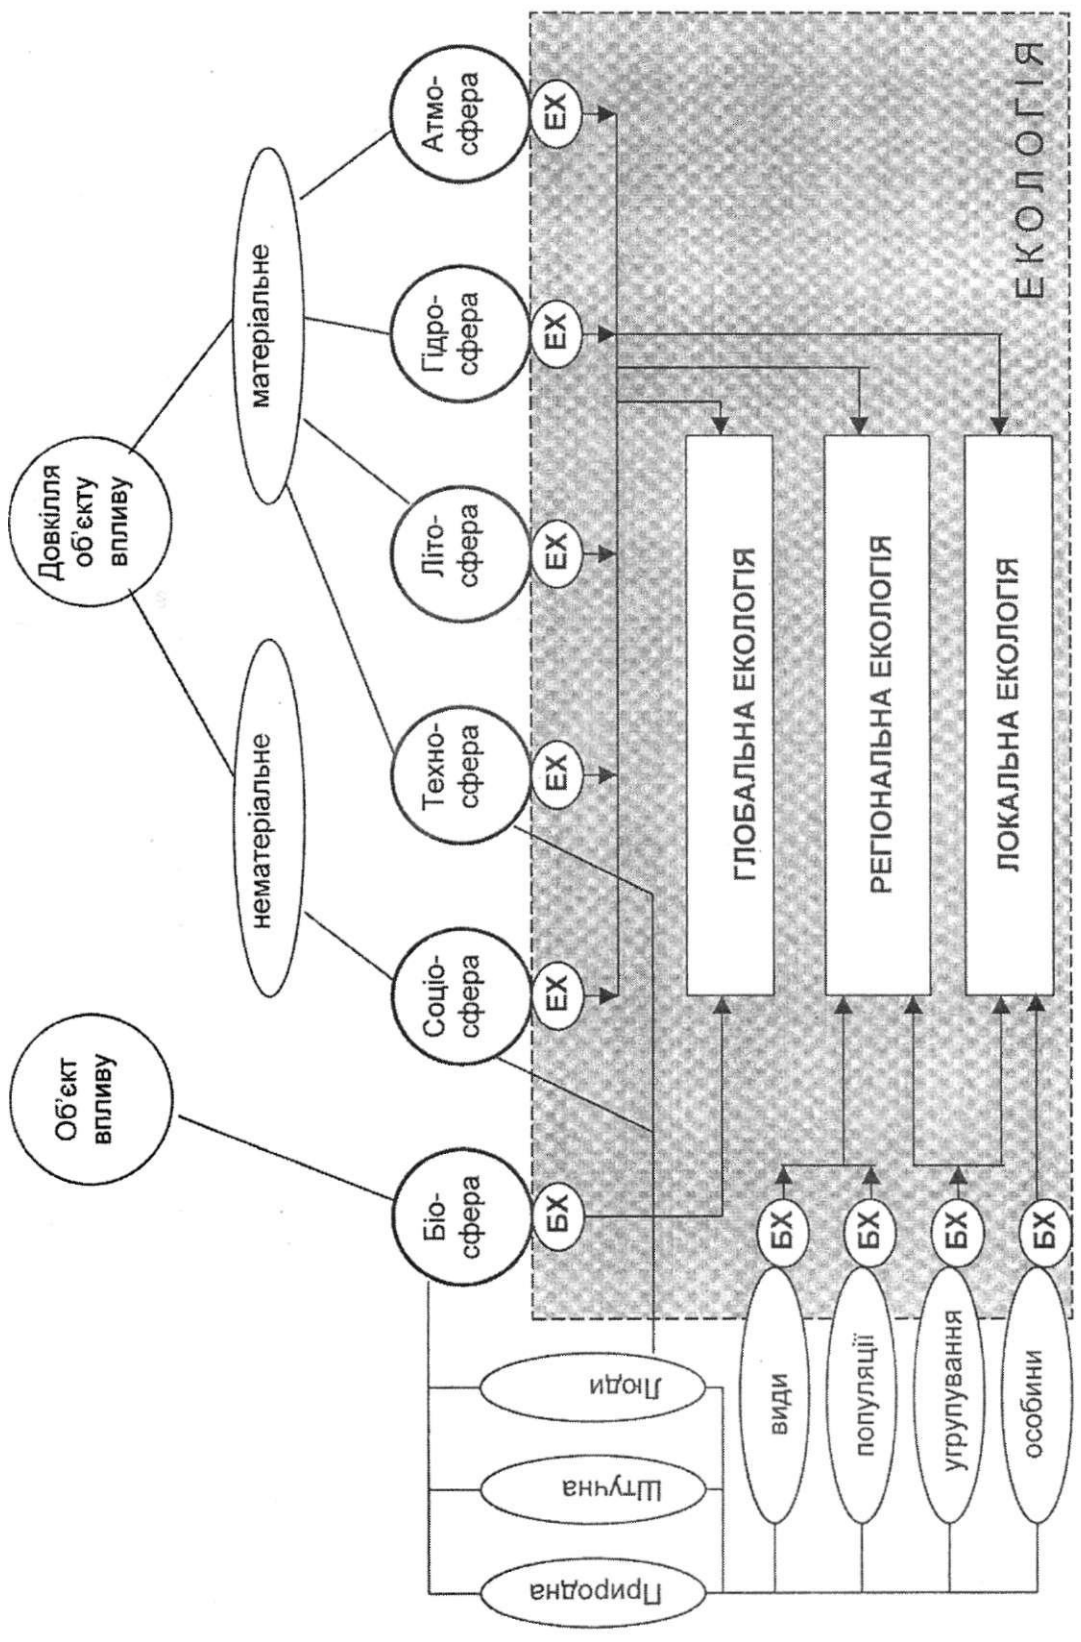 Об'єкт
впливу
Довкілля
об'єкту
впливу
нематеріальне
матеріальне
Біо-
сфера
Соціо-
сфера
Техно-
сфера
Літо-
сфера
Гідро-
сфера
Атмо-
сфера
БХ
ЕХ
ЕХ
ЕХ
ЕХ
ЕХ
Люди
Штучна
Природна
ГЛОБАЛЬНА ЕКОЛОГІЯ
види
БХ
популяції
БХ
РЕГІОНАЛЬНА ЕКОЛОГІЯ
угрупування
БХ
особини
БХ
ЛОКАЛЬНА ЕКОЛОГІЯ
ЕКОЛОГІЯ